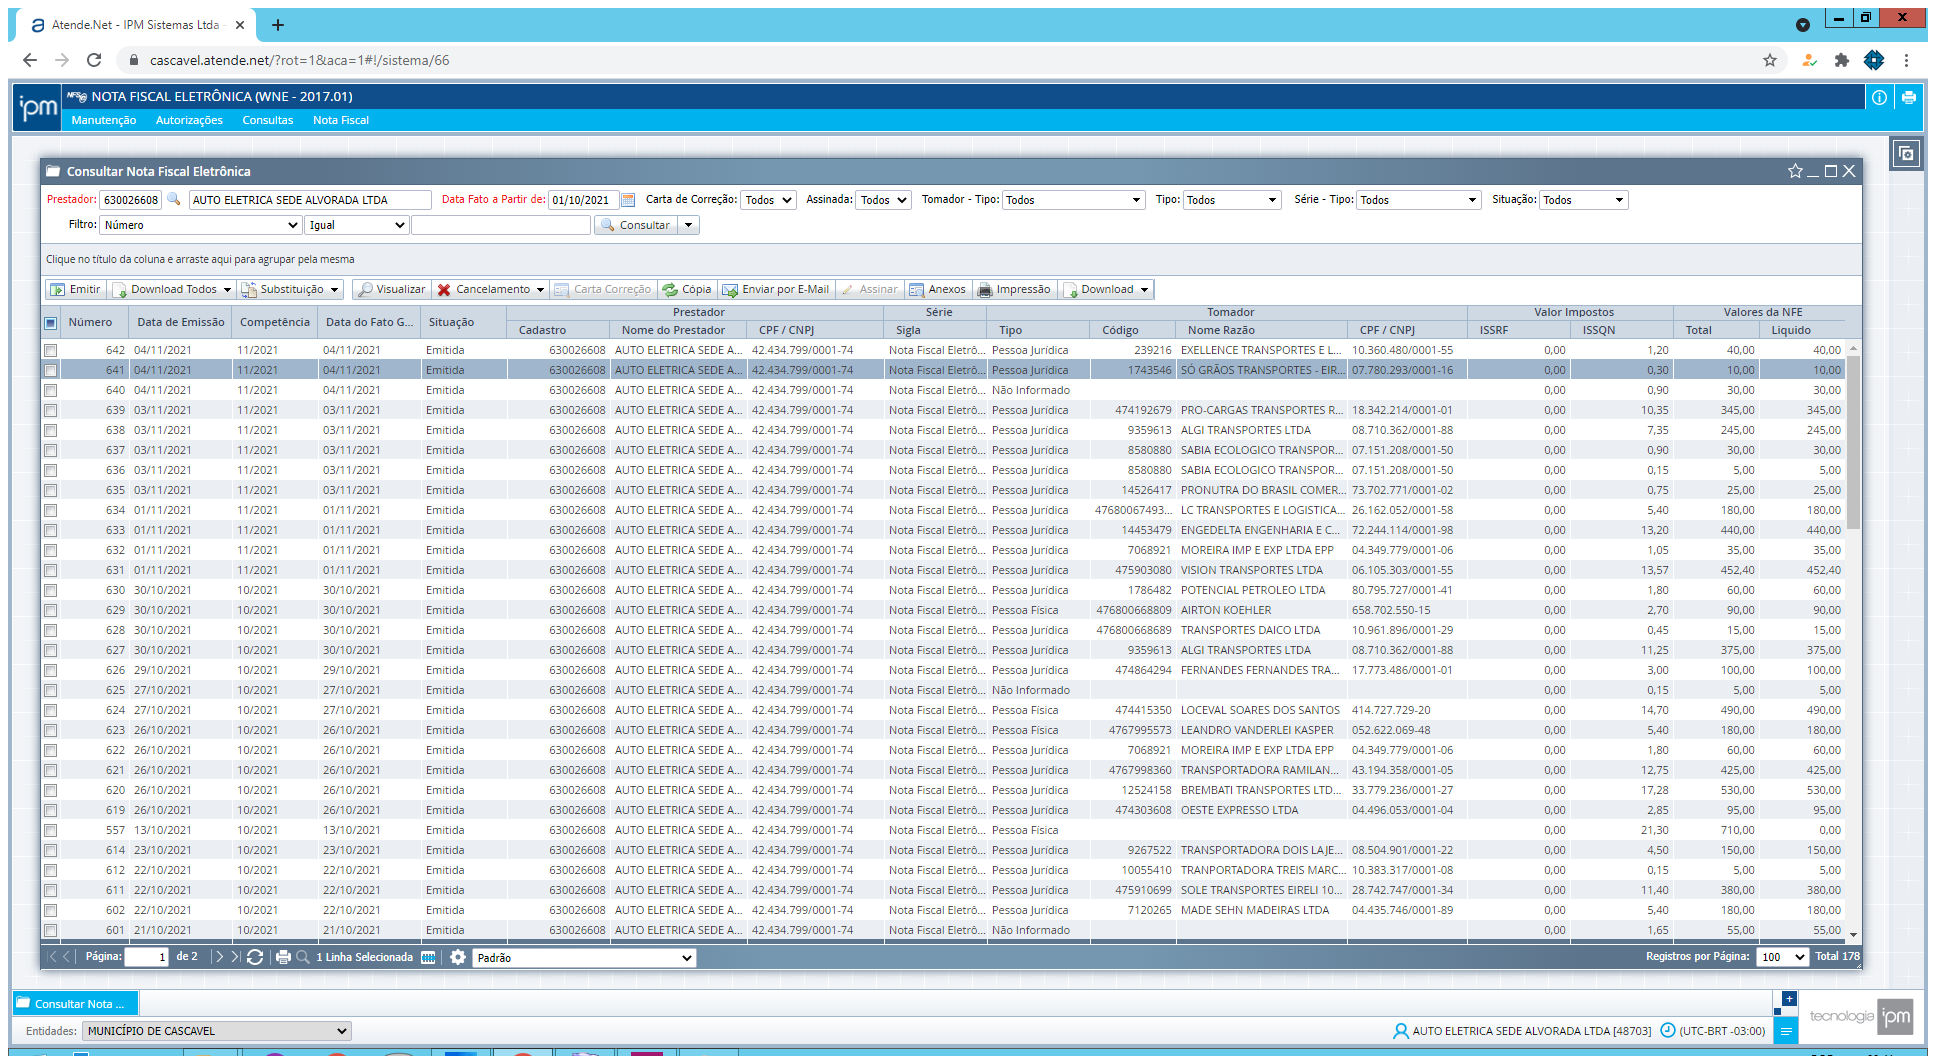 Atende.Net - IPM Sistemas Ltda
cascavel.atende.net/?rot=1&aca=1#!/sistema/66
ipm NFS-e NOTA FISCAL ELETRÔNICA (WNE - 2017.01)
Manutenção Autorizações Consultas Nota Fiscal
Consultar Nota Fiscal Eletrônica
Prestador: 630026608 AUTO ELETRICA SEDE ALVORADA LTDA Data Fato a Partir de: 01/10/2021 Carta de Correção: Todos Assinada: Todos Tomador - Tipo: Todos Tipo: Todos Série - Tipo: Todos Situação: Todos
Filtro: Número Igual Consultar
Clique no título da coluna e arraste aqui para agrupar pela mesma
Emitir Download Todos Substituição Visualizar Cancelamento Carta Correção Cópia Enviar por E-Mail Assinar Anexos Impressão Download
Prestador Série Tomador Valor Impostos Valores da NFE
Número Data de Emissão Competência Data do Fato G... Situação Cadastro Nome do Prestador CPF / CNPJ Sigla Tipo Código Nome Razão CPF / CNPJ ISSRF ISSQN Total Liquido
642 04/11/2021 11/2021 04/11/2021 Emitida 630026608 AUTO ELETRICA SEDE A... 42.434.799/0001-74 Nota Fiscal Eletrô... Pessoa Jurídica 239216 EXELLENCE TRANSPORTES E L... 10.360.480/0001-55 0,00 1,20 40,00 40,00
641 04/11/2021 11/2021 04/11/2021 Emitida 630026608 AUTO ELETRICA SEDE A... 42.434.799/0001-74 Nota Fiscal Eletrô... Pessoa Jurídica 1743546 SÓ GRÃOS TRANSPORTES - EIR... 07.780.293/0001-16 0,00 0,30 10,00 10,00
640 04/11/2021 11/2021 04/11/2021 Emitida 630026608 AUTO ELETRICA SEDE A... 42.434.799/0001-74 Nota Fiscal Eletrô... Não Informado 0,00 0,90 30,00 30,00
639 03/11/2021 11/2021 03/11/2021 Emitida 630026608 AUTO ELETRICA SEDE A... 42.434.799/0001-74 Nota Fiscal Eletrô... Pessoa Jurídica 474192679 PRO-CARGAS TRANSPORTES R... 18.342.214/0001-01 0,00 10,35 345,00 345,00
638 03/11/2021 11/2021 03/11/2021 Emitida 630026608 AUTO ELETRICA SEDE A... 42.434.799/0001-74 Nota Fiscal Eletrô... Pessoa Jurídica 9359613 ALGI TRANSPORTES LTDA 08.710.362/0001-88 0,00 7,35 245,00 245,00
637 03/11/2021 11/2021 03/11/2021 Emitida 630026608 AUTO ELETRICA SEDE A... 42.434.799/0001-74 Nota Fiscal Eletrô... Pessoa Jurídica 8580880 SABIA ECOLOGICO TRANSPOR... 07.151.208/0001-50 0,00 0,90 30,00 30,00
636 03/11/2021 11/2021 03/11/2021 Emitida 630026608 AUTO ELETRICA SEDE A... 42.434.799/0001-74 Nota Fiscal Eletrô... Pessoa Jurídica 8580880 SABIA ECOLOGICO TRANSPOR... 07.151.208/0001-50 0,00 0,15 5,00 5,00
635 03/11/2021 11/2021 03/11/2021 Emitida 630026608 AUTO ELETRICA SEDE A... 42.434.799/0001-74 Nota Fiscal Eletrô... Pessoa Jurídica 14526417 PRONUTRA DO BRASIL COMER... 73.702.771/0001-02 0,00 0,75 25,00 25,00
634 01/11/2021 11/2021 01/11/2021 Emitida 630026608 AUTO ELETRICA SEDE A... 42.434.799/0001-74 Nota Fiscal Eletrô... Pessoa Jurídica 47680067493... LC TRANSPORTES E LOGISTICA... 26.162.052/0001-58 0,00 5,40 180,00 180,00
633 01/11/2021 11/2021 01/11/2021 Emitida 630026608 AUTO ELETRICA SEDE A... 42.434.799/0001-74 Nota Fiscal Eletrô... Pessoa Jurídica 14453479 ENGEDELTA ENGENHARIA E C... 72.244.114/0001-98 0,00 13,20 440,00 440,00
632 01/11/2021 11/2021 01/11/2021 Emitida 630026608 AUTO ELETRICA SEDE A... 42.434.799/0001-74 Nota Fiscal Eletrô... Pessoa Jurídica 7068921 MOREIRA IMP E EXP LTDA EPP 04.349.779/0001-06 0,00 1,05 35,00 35,00
631 01/11/2021 11/2021 01/11/2021 Emitida 630026608 AUTO ELETRICA SEDE A... 42.434.799/0001-74 Nota Fiscal Eletrô... Pessoa Jurídica 475903080 VISION TRANSPORTES LTDA 06.105.303/0001-55 0,00 13,57 452,40 452,40
630 30/10/2021 10/2021 30/10/2021 Emitida 630026608 AUTO ELETRICA SEDE A... 42.434.799/0001-74 Nota Fiscal Eletrô... Pessoa Jurídica 1786482 POTENCIAL PETROLEO LTDA 80.795.727/0001-41 0,00 1,80 60,00 60,00
629 30/10/2021 10/2021 30/10/2021 Emitida 630026608 AUTO ELETRICA SEDE A... 42.434.799/0001-74 Nota Fiscal Eletrô... Pessoa Física 476800668809 AIRTON KOEHLER 658.702.550-15 0,00 2,70 90,00 90,00
628 30/10/2021 10/2021 30/10/2021 Emitida 630026608 AUTO ELETRICA SEDE A... 42.434.799/0001-74 Nota Fiscal Eletrô... Pessoa Jurídica 476800668689 TRANSPORTES DAICO LTDA 10.961.896/0001-29 0,00 0,45 15,00 15,00
627 30/10/2021 10/2021 30/10/2021 Emitida 630026608 AUTO ELETRICA SEDE A... 42.434.799/0001-74 Nota Fiscal Eletrô... Pessoa Jurídica 9359613 ALGI TRANSPORTES LTDA 08.710.362/0001-88 0,00 11,25 375,00 375,00
626 29/10/2021 10/2021 29/10/2021 Emitida 630026608 AUTO ELETRICA SEDE A... 42.434.799/0001-74 Nota Fiscal Eletrô... Pessoa Jurídica 474864294 FERNANDES FERNANDES TRA... 17.773.486/0001-01 0,00 3,00 100,00 100,00
625 27/10/2021 10/2021 27/10/2021 Emitida 630026608 AUTO ELETRICA SEDE A... 42.434.799/0001-74 Nota Fiscal Eletrô... Não Informado 0,00 0,15 5,00 5,00
624 27/10/2021 10/2021 27/10/2021 Emitida 630026608 AUTO ELETRICA SEDE A... 42.434.799/0001-74 Nota Fiscal Eletrô... Pessoa Física 474415350 LOCEVAL SOARES DOS SANTOS 414.727.729-20 0,00 14,70 490,00 490,00
623 26/10/2021 10/2021 26/10/2021 Emitida 630026608 AUTO ELETRICA SEDE A... 42.434.799/0001-74 Nota Fiscal Eletrô... Pessoa Física 4767995573 LEANDRO VANDERLEI KASPER 052.622.069-48 0,00 5,40 180,00 180,00
622 26/10/2021 10/2021 26/10/2021 Emitida 630026608 AUTO ELETRICA SEDE A... 42.434.799/0001-74 Nota Fiscal Eletrô... Pessoa Jurídica 7068921 MOREIRA IMP E EXP LTDA EPP 04.349.779/0001-06 0,00 1,80 60,00 60,00
621 26/10/2021 10/2021 26/10/2021 Emitida 630026608 AUTO ELETRICA SEDE A... 42.434.799/0001-74 Nota Fiscal Eletrô... Pessoa Jurídica 4767998360 TRANSPORTADORA RAMILAN... 43.194.358/0001-05 0,00 12,75 425,00 425,00
620 26/10/2021 10/2021 26/10/2021 Emitida 630026608 AUTO ELETRICA SEDE A... 42.434.799/0001-74 Nota Fiscal Eletrô... Pessoa Jurídica 12524158 BREMBATI TRANSPORTES LTD... 33.779.236/0001-27 0,00 17,28 530,00 530,00
619 26/10/2021 10/2021 26/10/2021 Emitida 630026608 AUTO ELETRICA SEDE A... 42.434.799/0001-74 Nota Fiscal Eletrô... Pessoa Jurídica 474303608 OESTE EXPRESSO LTDA 04.496.053/0001-04 0,00 2,85 95,00 95,00
557 13/10/2021 10/2021 13/10/2021 Emitida 630026608 AUTO ELETRICA SEDE A... 42.434.799/0001-74 Nota Fiscal Eletrô... Pessoa Física 0,00 21,30 710,00 0,00
614 23/10/2021 10/2021 23/10/2021 Emitida 630026608 AUTO ELETRICA SEDE A... 42.434.799/0001-74 Nota Fiscal Eletrô... Pessoa Jurídica 9267522 TRANSPORTADORA DOIS LAJE... 08.504.901/0001-22 0,00 4,50 150,00 150,00
612 22/10/2021 10/2021 22/10/2021 Emitida 630026608 AUTO ELETRICA SEDE A... 42.434.799/0001-74 Nota Fiscal Eletrô... Pessoa Jurídica 10055410 TRANPORTADORA TREIS MARC... 10.383.317/0001-08 0,00 0,15 5,00 5,00
611 22/10/2021 10/2021 22/10/2021 Emitida 630026608 AUTO ELETRICA SEDE A... 42.434.799/0001-74 Nota Fiscal Eletrô... Pessoa Jurídica 475910699 SOLE TRANSPORTES EIRELI 10... 28.742.747/0001-34 0,00 11,40 380,00 380,00
602 22/10/2021 10/2021 22/10/2021 Emitida 630026608 AUTO ELETRICA SEDE A... 42.434.799/0001-74 Nota Fiscal Eletrô... Pessoa Jurídica 7120265 MADE SEHN MADEIRAS LTDA 04.435.746/0001-89 0,00 5,40 180,00 180,00
601 21/10/2021 10/2021 21/10/2021 Emitida 630026608 AUTO ELETRICA SEDE A... 42.434.799/0001-74 Nota Fiscal Eletrô... Não Informado 0,00 1,65 55,00 55,00
Página: 1 de 2 1 Linha Selecionada Padrão Registros por Página: 100 Total 178
Consultar Nota ...
Entidades: MUNICÍPIO DE CASCAVEL AUTO ELETRICA SEDE ALVORADA LTDA [48703] (UTC-BRT -03:00) tecnologia ipm